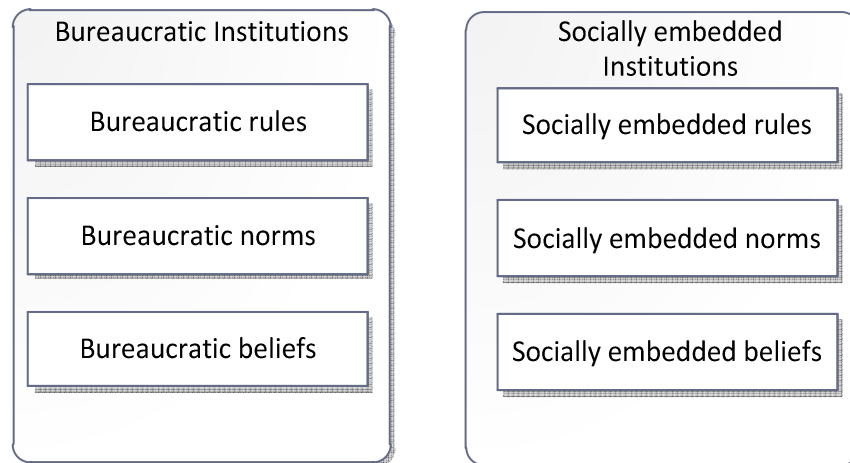 Bureaucratic Institutions
Bureaucratic rules
Bureaucratic norms
Bureaucratic beliefs
Socially embedded
Institutions
Socially embedded rules
Socially embedded norms
Socially embedded beliefs